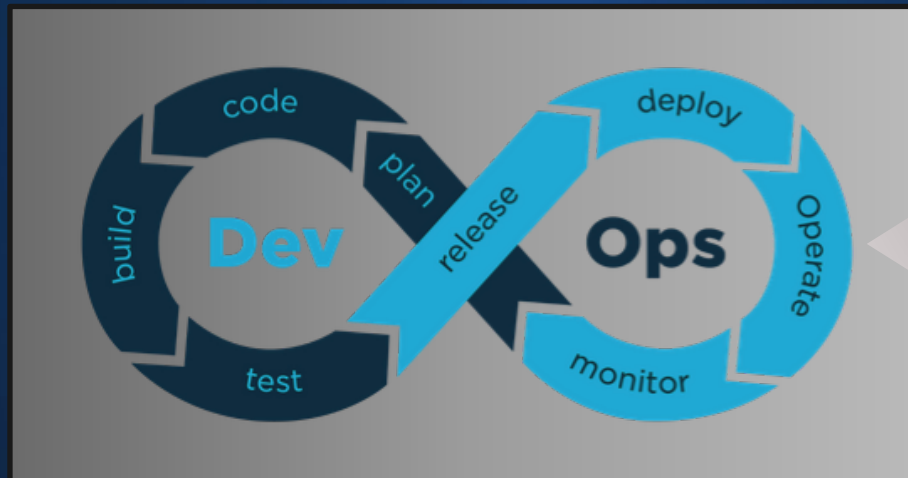 code
deploy
plan
release
build
Dev
Ops
Operate
test
monitor